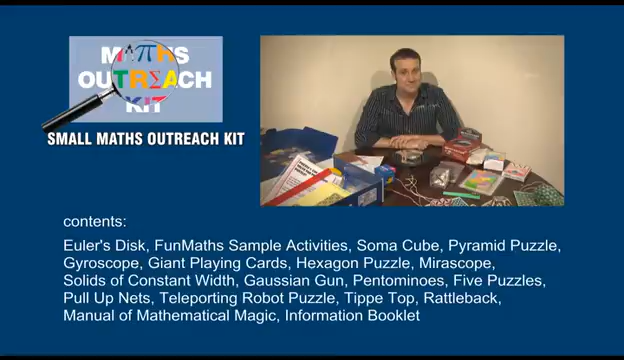 MATHS
OUTREACH
KIT
SMALL MATHS OUTREACH KIT
contents:
Euler's Disk, FunMaths Sample Activities, Soma Cube, Pyramid Puzzle,
Gyroscope, Giant Playing Cards, Hexagon Puzzle, Mirascope,
Solids of Constant Width, Gaussian Gun, Pentominoes, Five Puzzles,
Pull Up Nets, Teleporting Robot Puzzle, Tippe Top, Rattleback,
Manual of Mathematical Magic, Information Booklet